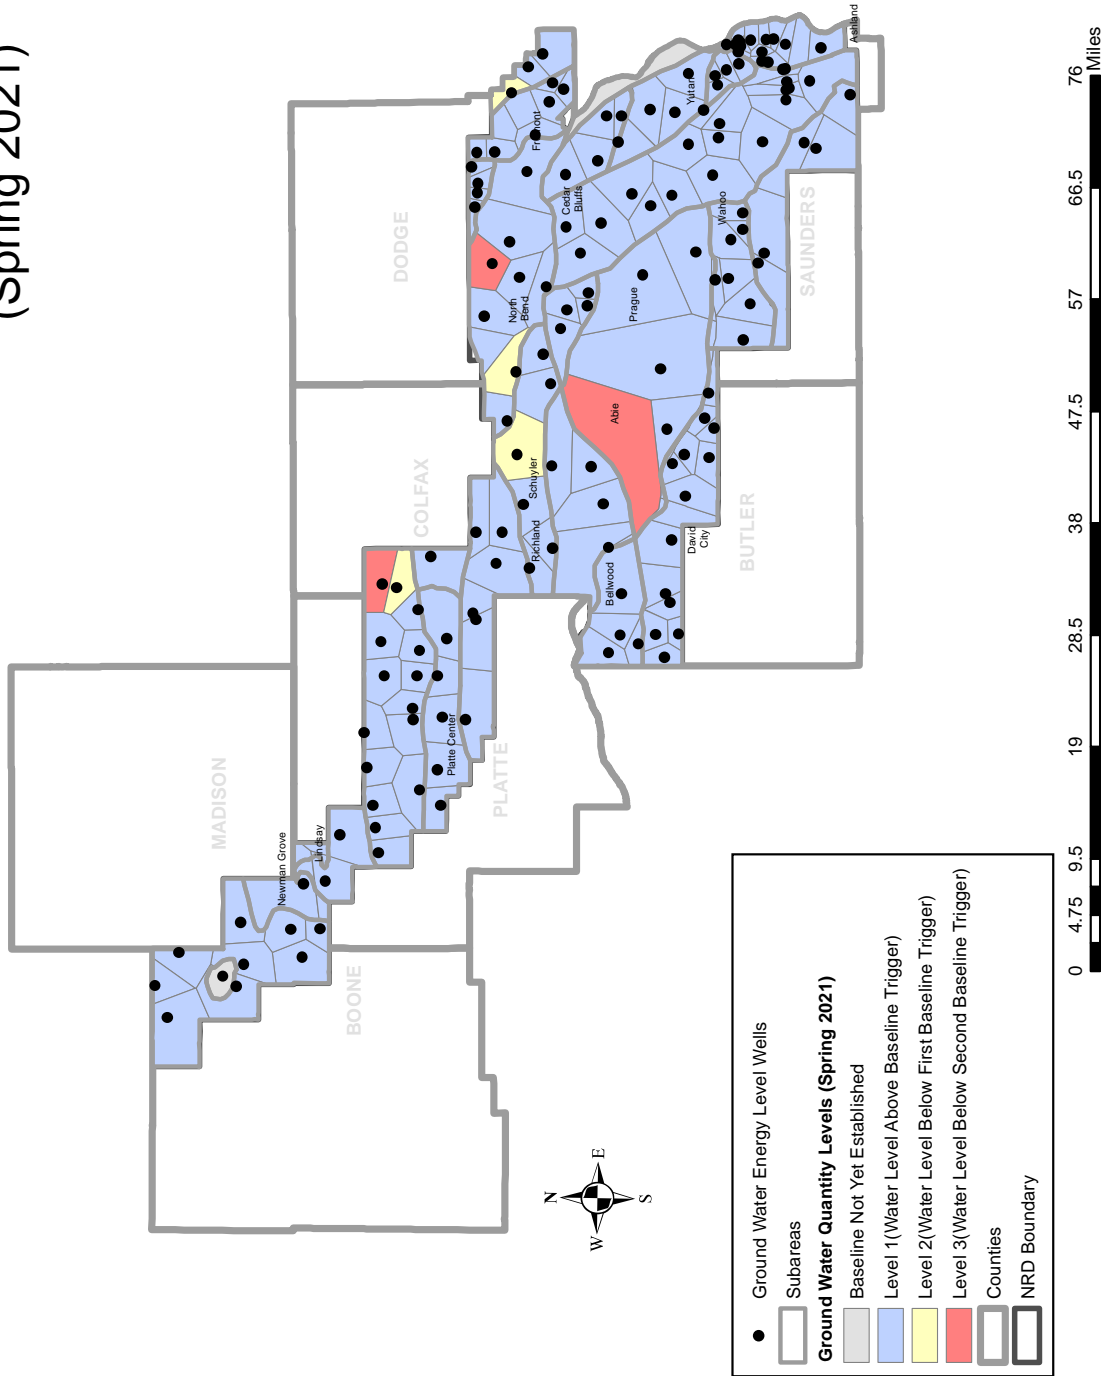 (Spring 2021)
MADISON
DODGE
COLFAX
PLATTE
BOONE
BUTLER
SAUNDERS
Newman Grove
Lindsay
Platte Center
Richland
Schuyler
North
Bend
Fremont
Cedar
Bluffs
Yutan
Ashland
Wahoo
Prague
Abie
Bellwood
David
City
N
W
E
S
Ground Water Energy Level Wells
Subareas
Ground Water Quantity Levels (Spring 2021)
Baseline Not Yet Established
Level 1(Water Level Above Baseline Trigger)
Level 2(Water Level Below First Baseline Trigger)
Level 3(Water Level Below Second Baseline Trigger)
Counties
NRD Boundary
0 4.75 9.5 19 28.5 38 47.5 57 66.5 76
Miles